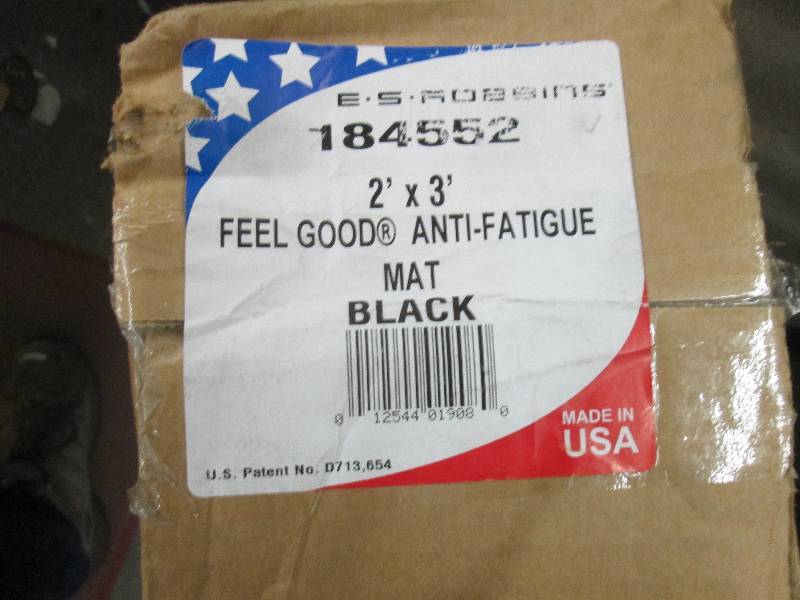 E·S·ROBBINS
184552
2' x 3'
FEEL GOOD® ANTI-FATIGUE
MAT
BLACK
0 12544 01908 0
MADE IN
USA
U.S. Patent No. D713,654